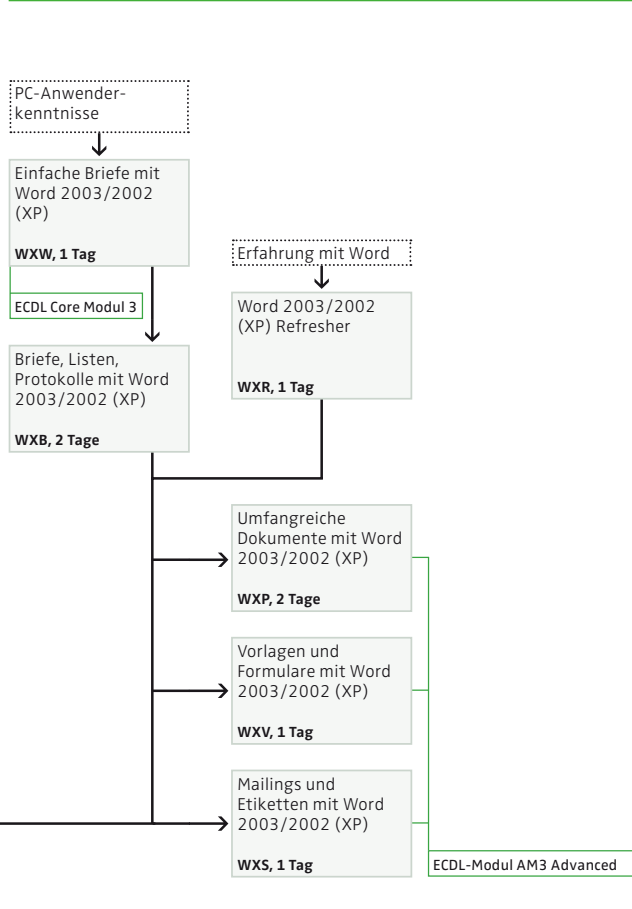 PC-Anwender-
kenntnisse
Einfache Briefe mit
Word 2003/2002
(XP)
WXW, 1 Tag
ECDL Core Modul 3
Briefe, Listen,
Protokolle mit Word
2003/2002 (XP)
WXB, 2 Tage
Erfahrung mit Word
Word 2003/2002
(XP) Refresher
WXR, 1 Tag
Umfangreiche
Dokumente mit Word
2003/2002 (XP)
WXP, 2 Tage
Vorlagen und
Formulare mit Word
2003/2002 (XP)
WXV, 1 Tag
Mailings und
Etiketten mit Word
2003/2002 (XP)
WXS, 1 Tag
ECDL-Modul AM3 Advanced